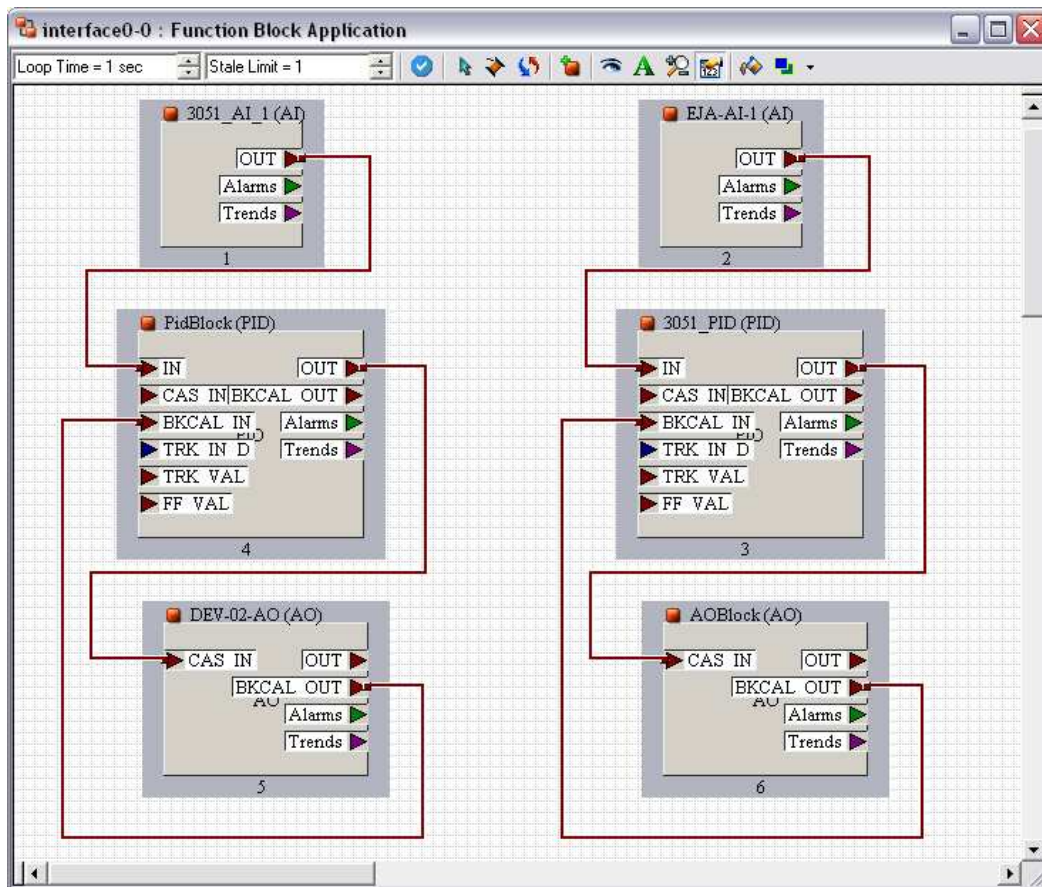 interface0-0 : Function Block Application
Loop Time = 1 sec Stale Limit = 1
3051_AI_1 (AI)
OUT
Alarms
Trends
1
EJA-AI-1 (AI)
OUT
Alarms
Trends
2
PidBlock (PID)
IN OUT
CAS IN BKCAL OUT
BKCAL IN Alarms
PID
TRK IN D Trends
TRK VAL
FF VAL
4
3051_PID (PID)
IN OUT
CAS IN BKCAL OUT
BKCAL IN Alarms
PID
TRK IN D Trends
TRK VAL
FF VAL
3
DEV-02-AO (AO)
CAS IN OUT
BKCAL OUT
AO
Alarms
Trends
5
AOBlock (AO)
CAS IN OUT
BKCAL OUT
AO
Alarms
Trends
6